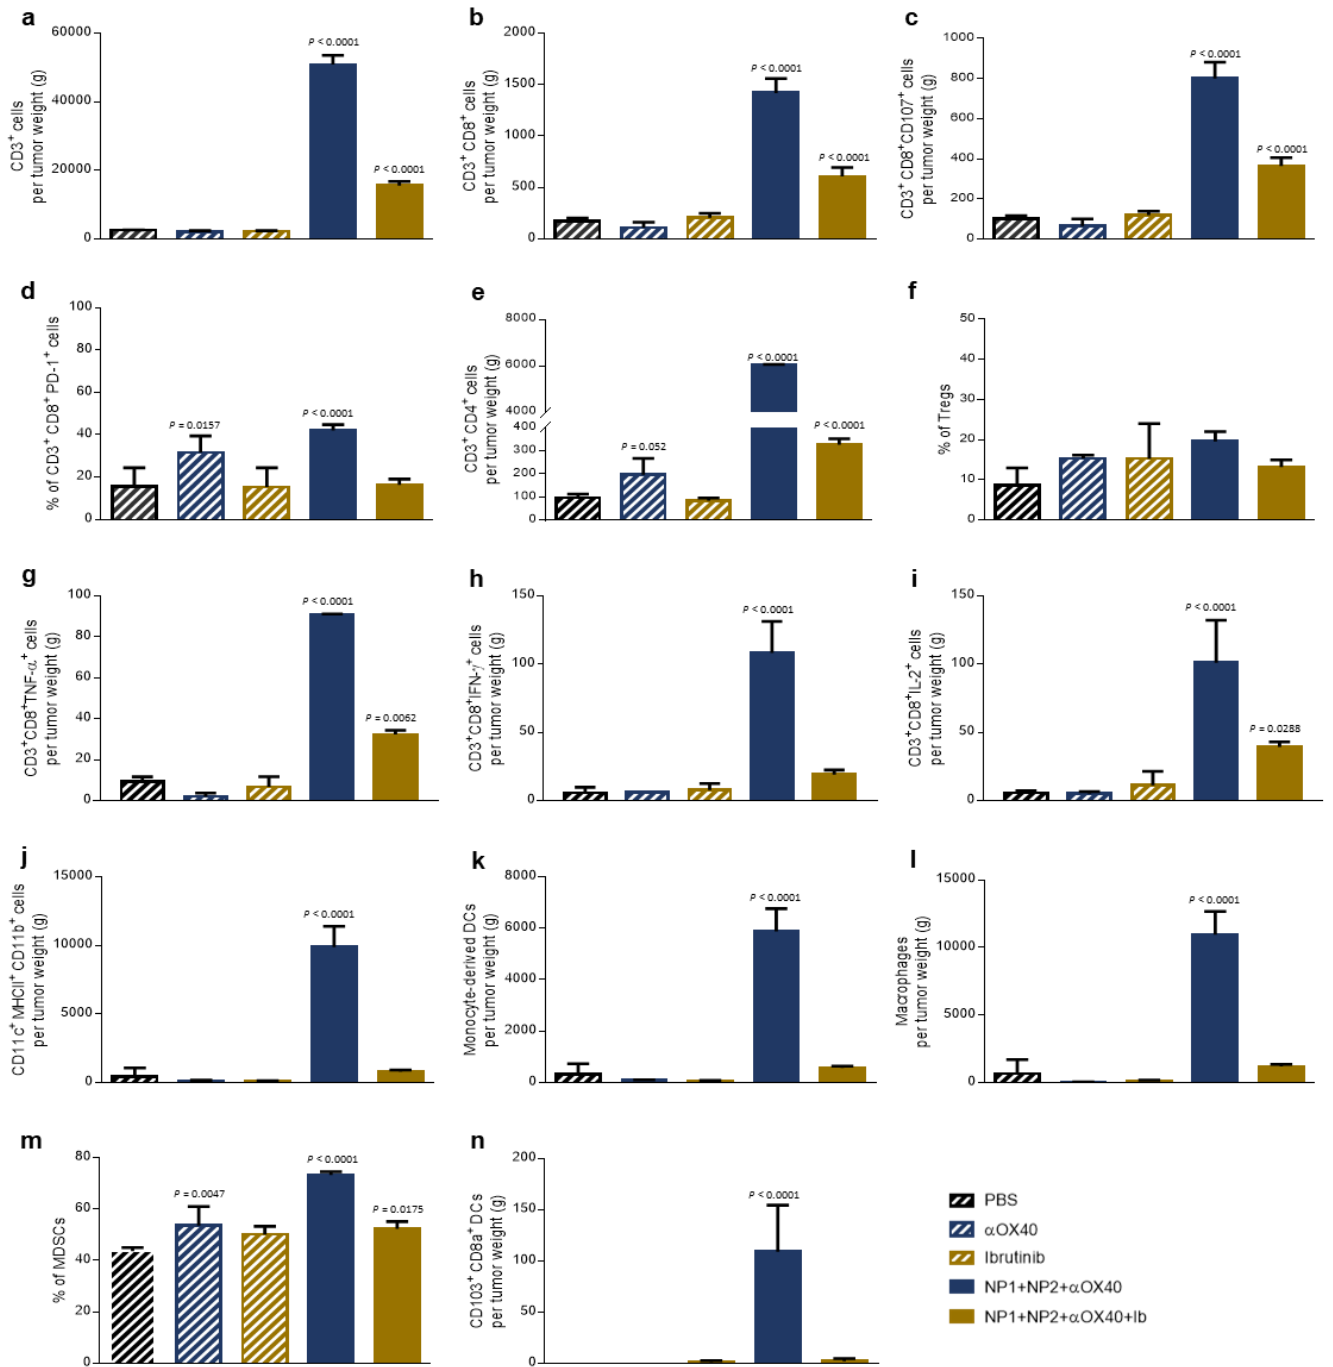 a
CD3⁺ cells
per tumor weight (g)
60000
40000
20000
0
P < 0.0001
P < 0.0001
b
CD3⁺ CD8⁺ cells
per tumor weight (g)
2000
1500
1000
500
0
P < 0.0001
P < 0.0001
c
CD3⁺ CD8⁺CD107⁺ cells
per tumor weight (g)
1000
800
600
400
200
0
P < 0.0001
P < 0.0001
d
% of CD3⁺ CD8⁺ PD-1⁺ cells
100
80
60
40
20
0
P = 0.0157
P < 0.0001
e
CD3⁺ CD4⁺ cells
per tumor weight (g)
8000
6000
4000
400
300
200
100
0
P = 0.052
P < 0.0001
P < 0.0001
f
% of Tregs
50
40
30
20
10
0
g
CD3⁺CD8⁺TNF-α⁺ cells
per tumor weight (g)
100
80
60
40
20
0
P < 0.0001
P = 0.0062
h
CD3⁺CD8⁺IFN-γ⁺ cells
per tumor weight (g)
150
100
50
0
P < 0.0001
i
CD3⁺CD8⁺IL-2⁺ cells
per tumor weight (g)
150
100
50
0
P < 0.0001
P = 0.0288
j
CD11c⁺ MHCII⁺ CD11b⁺ cells
per tumor weight (g)
15000
10000
5000
0
P < 0.0001
k
Monocyte-derived DCs
per tumor weight (g)
8000
6000
4000
2000
0
P < 0.0001
l
Macrophages
per tumor weight (g)
15000
10000
5000
0
P < 0.0001
m
% of MDSCs
80
60
40
20
0
P = 0.0047
P < 0.0001
P = 0.0175
n
CD103⁺ CD8a⁺ DCs
per tumor weight (g)
200
150
100
50
0
P < 0.0001
PBS
αOX40
Ibrutinib
NP1+NP2+αOX40
NP1+NP2+αOX40+Ib